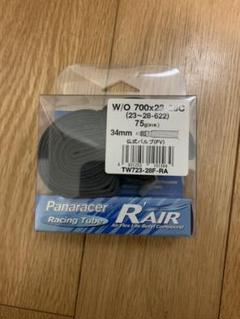 W/O 700x23-28C
(23~28-622)
75g
34mm
仏式バルブ(FV)
TW723-28F-RA
Panaracer
Racing Tube
R'AIR